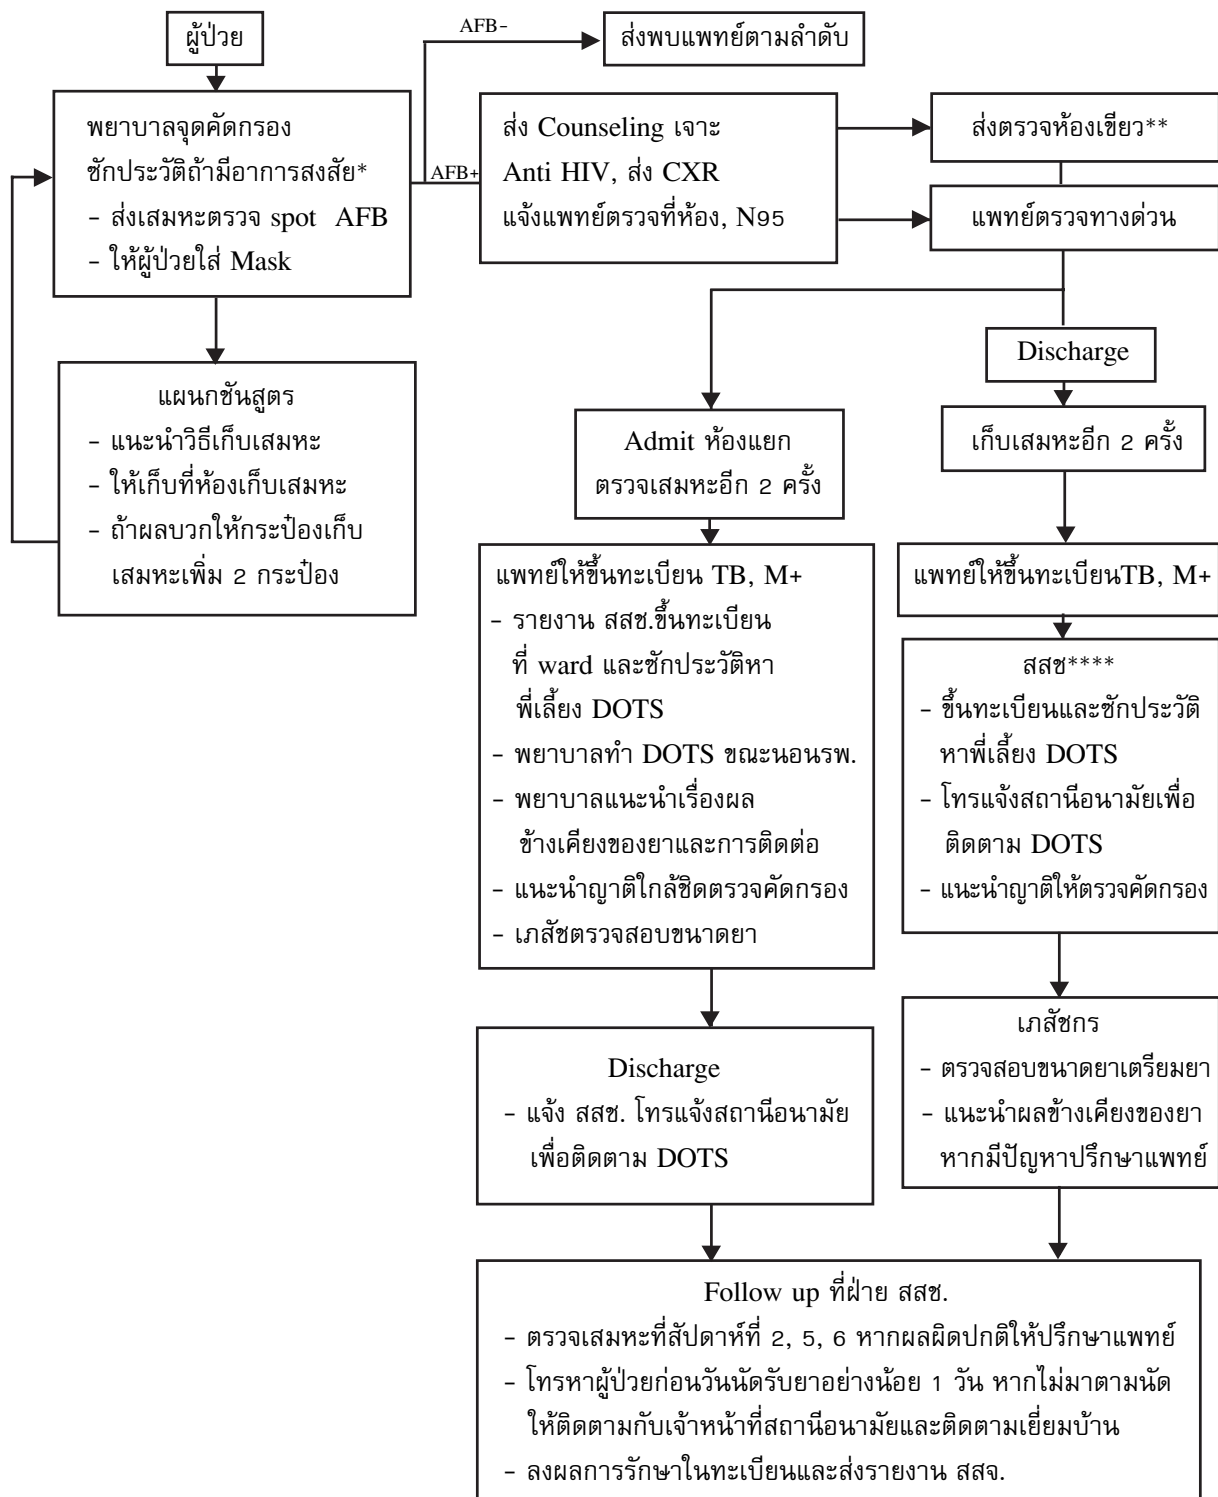 ผู้ป่วย
AFB-
ส่งพบแพทย์ตามลำดับ
พยาบาลจุดคัดกรอง
ซักประวัติถ้ามีอาการสงสัย*
- ส่งเสมหะตรวจ spot AFB
- ให้ผู้ป่วยใส่ Mask
AFB+
ส่ง Counseling เจาะ
Anti HIV, ส่ง CXR
แจ้งแพทย์ตรวจที่ห้อง, N95
ส่งตรวจห้องเขียว**
แพทย์ตรวจทางด่วน
แผนกชันสูตร
- แนะนำวิธีเก็บเสมหะ
- ให้เก็บที่ห้องเก็บเสมหะ
- ถ้าผลบวกให้กระป๋องเก็บ
เสมหะเพิ่ม 2 กระป๋อง
Discharge
Admit ห้องแยก
ตรวจเสมหะอีก 2 ครั้ง
เก็บเสมหะอีก 2 ครั้ง
แพทย์ให้ขึ้นทะเบียน TB, M+
- รายงาน สสช.ขึ้นทะเบียน
ที่ ward และซักประวัติหา
พี่เลี้ยง DOTS
- พยาบาลทำ DOTS ขณะนอนรพ.
- พยาบาลแนะนำเรื่องผล
ข้างเคียงของยาและการติดต่อ
- แนะนำญาติใกล้ชิดตรวจคัดกรอง
- เภสัชตรวจสอบขนาดยา
แพทย์ให้ขึ้นทะเบียนTB, M+
สสช****
- ขึ้นทะเบียนและซักประวัติ
หาพี่เลี้ยง DOTS
- โทรแจ้งสถานีอนามัยเพื่อ
ติดตาม DOTS
- แนะนำญาติให้ตรวจคัดกรอง
Discharge
- แจ้ง สสช. โทรแจ้งสถานีอนามัย
เพื่อติดตาม DOTS
เภสัชกร
- ตรวจสอบขนาดยาเตรียมยา
- แนะนำผลข้างเคียงของยา
หากมีปัญหาปรึกษาแพทย์
Follow up ที่ฝ่าย สสช.
- ตรวจเสมหะที่สัปดาห์ที่ 2, 5, 6 หากผลผิดปกติให้ปรึกษาแพทย์
- โทรหาผู้ป่วยก่อนวันนัดรับยาอย่างน้อย 1 วัน หากไม่มาตามนัด
ให้ติดตามกับเจ้าหน้าที่สถานีอนามัยและติดตามเยี่ยมบ้าน
- ลงผลการรักษาในทะเบียนและส่งรายงาน สสจ.